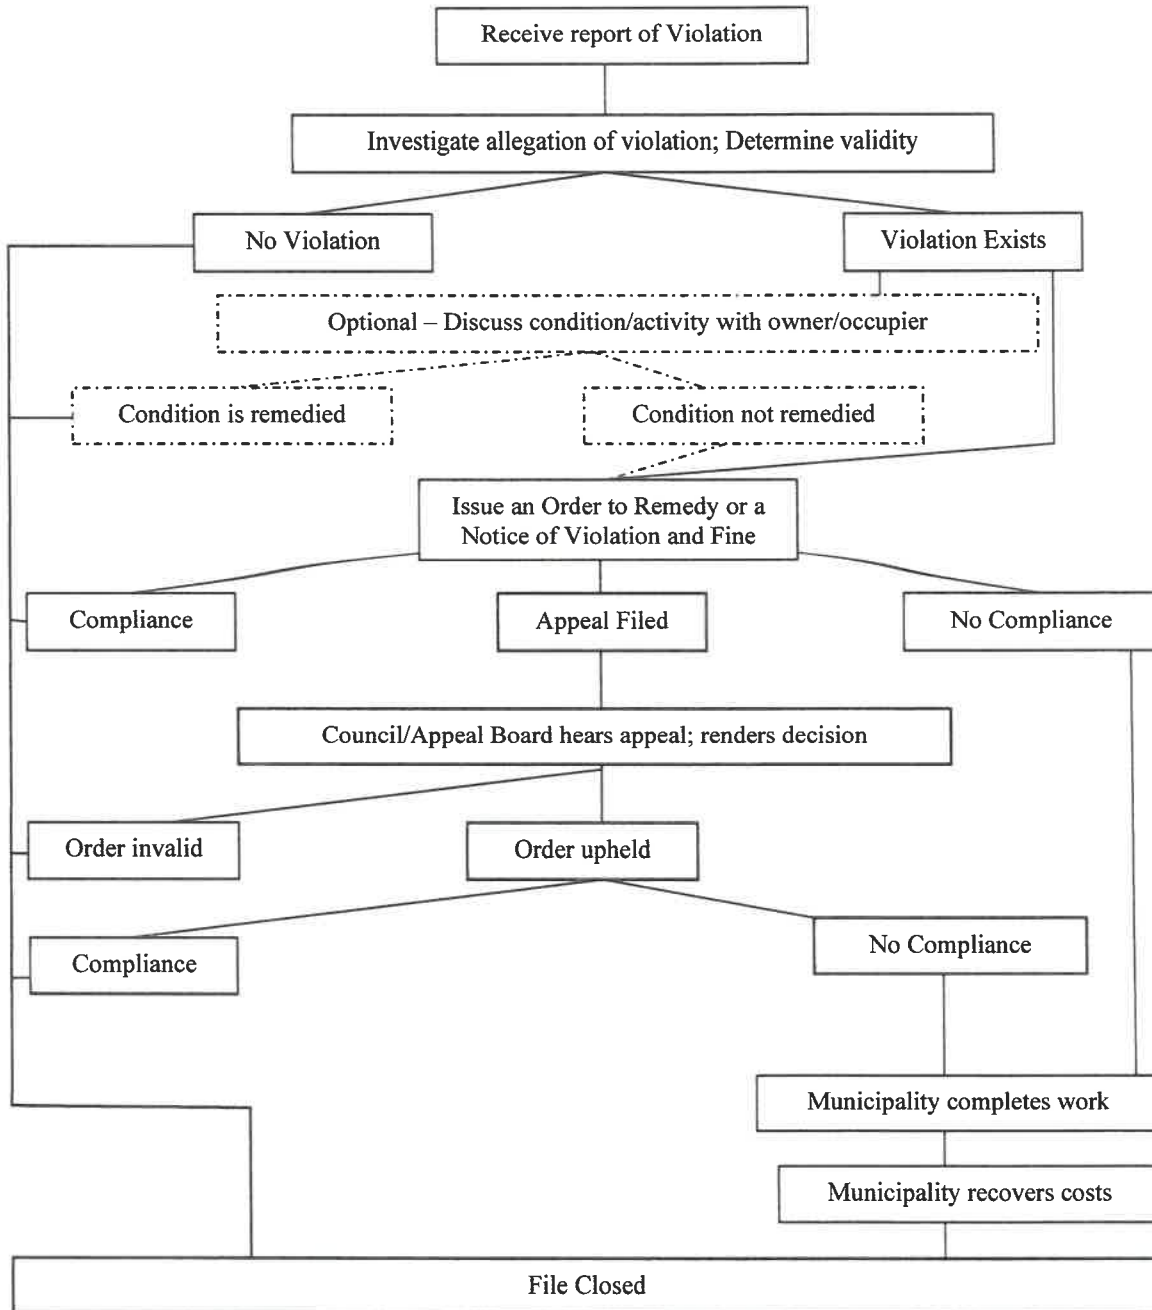 Receive report of Violation
Investigate allegation of violation; Determine validity
No Violation
Violation Exists
Optional – Discuss condition/activity with owner/occupier
Condition is remedied
Condition not remedied
Issue an Order to Remedy or a
Notice of Violation and Fine
Compliance
Appeal Filed
No Compliance
Council/Appeal Board hears appeal; renders decision
Order invalid
Order upheld
Compliance
No Compliance
Municipality completes work
Municipality recovers costs
File Closed